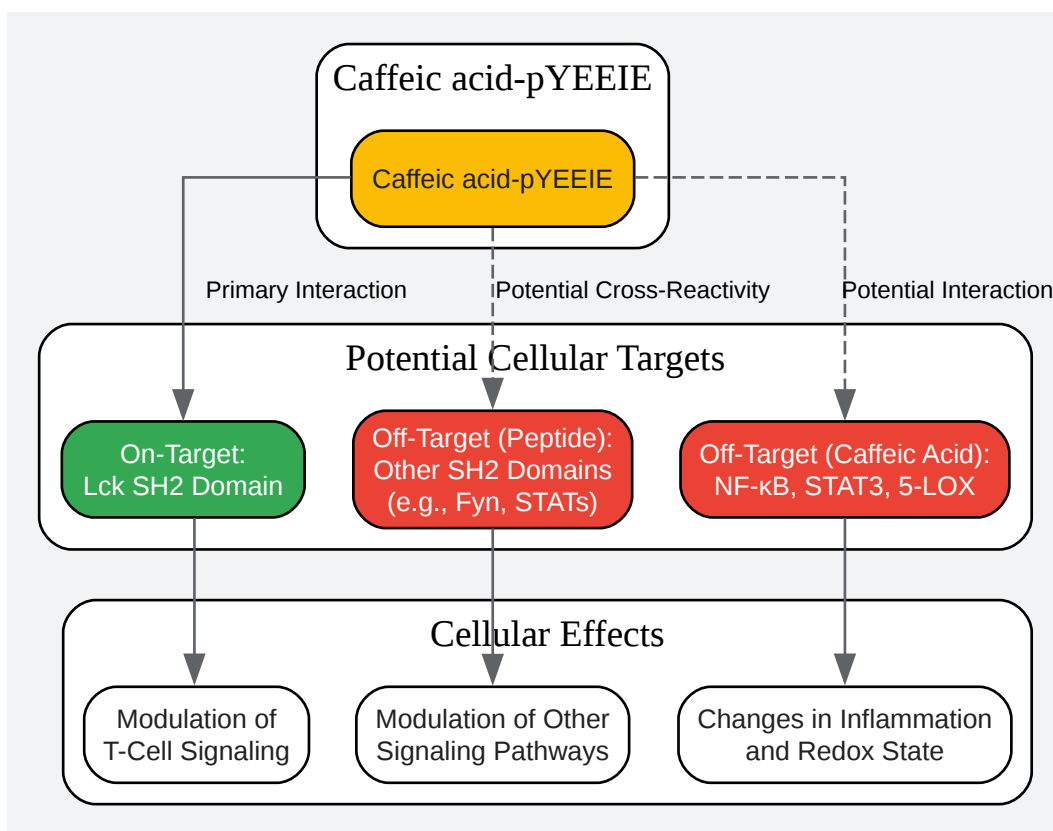 Caffeic acid-pYEEIE
Caffeic acid-pYEEIE
Primary Interaction
Potential Cross-Reactivity
Potential Interaction
Potential Cellular Targets
On-Target:
Lck SH2 Domain
Off-Target (Peptide):
Other SH2 Domains
(e.g., Fyn, STATs)
Off-Target (Caffeic Acid):
NF-κB, STAT3, 5-LOX
Cellular Effects
Modulation of
T-Cell Signaling
Modulation of Other
Signaling Pathways
Changes in Inflammation
and Redox State